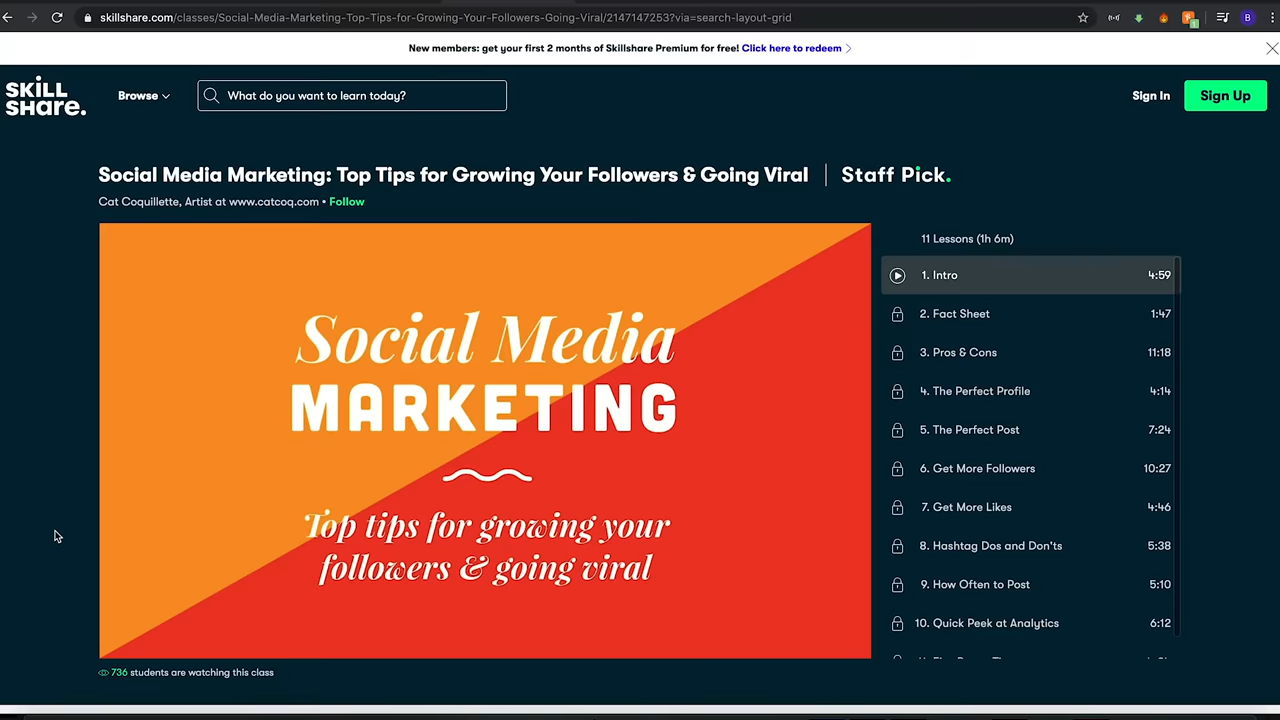 skillshare.com/classes/Social-Media-Marketing-Top-Tips-for-Growing-Your-Followers-Going-Viral/2147147253?via=search-layout-grid
1
B
New members: get your first 2 months of Skillshare Premium for free! Click here to redeem
SKILL
SHaRe.
Browse
What do you want to learn today?
Sign In
Sign Up
Social Media Marketing: Top Tips for Growing Your Followers & Going Viral
Staff Pick.
Cat Coquillette, Artist at www.catcoq.com • Follow
Social Media
MARKETING
Top tips for growing your
followers & going viral
11 Lessons (1h 6m)
1. Intro 4:59
2. Fact Sheet 1:47
3. Pros & Cons 11:18
4. The Perfect Profile 4:14
5. The Perfect Post 7:24
6. Get More Followers 10:27
7. Get More Likes 4:46
8. Hashtag Dos and Don'ts 5:38
9. How Often to Post 5:10
10. Quick Peek at Analytics 6:12
736 students are watching this class